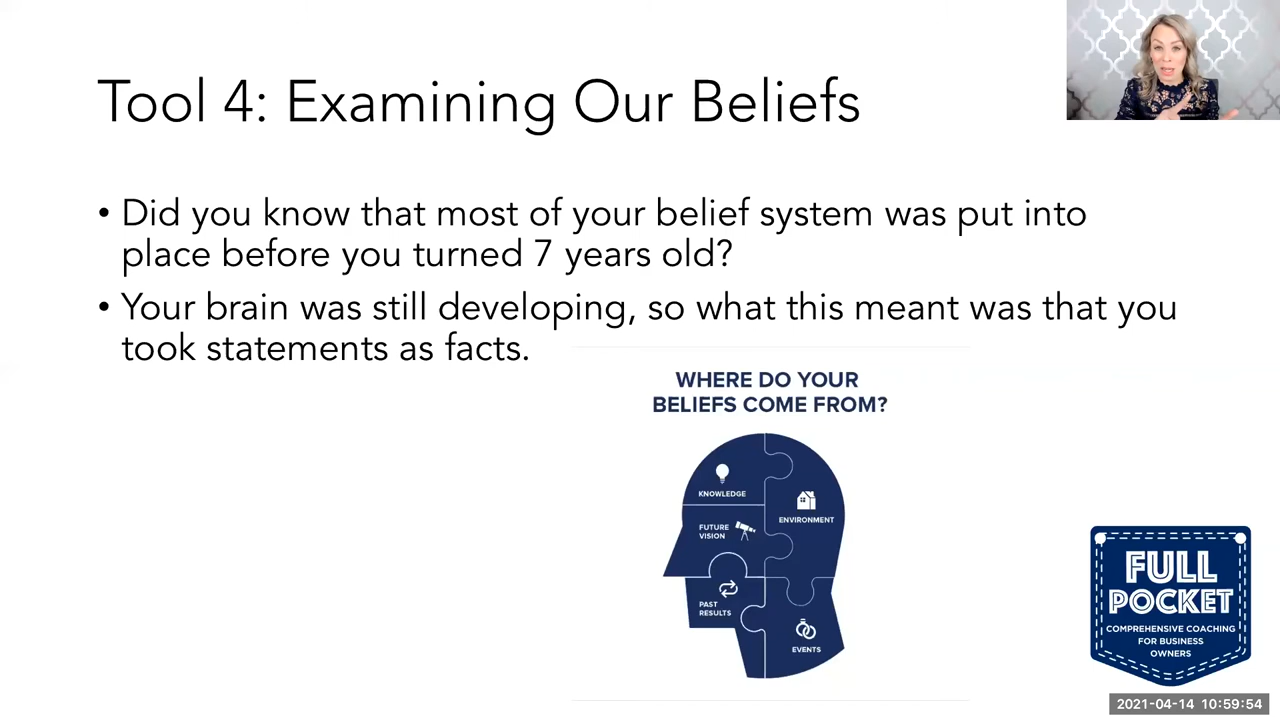 Tool 4: Examining Our Beliefs
• Did you know that most of your belief system was put into
place before you turned 7 years old?
• Your brain was still developing, so what this meant was that you
took statements as facts.
WHERE DO YOUR
BELIEFS COME FROM?
KNOWLEDGE
ENVIRONMENT
FUTURE
VISION
PAST
RESULTS
EVENTS
FULL
POCKET
COMPREHENSIVE COACHING
FOR BUSINESS
OWNERS
2021-04-14 10:59:54